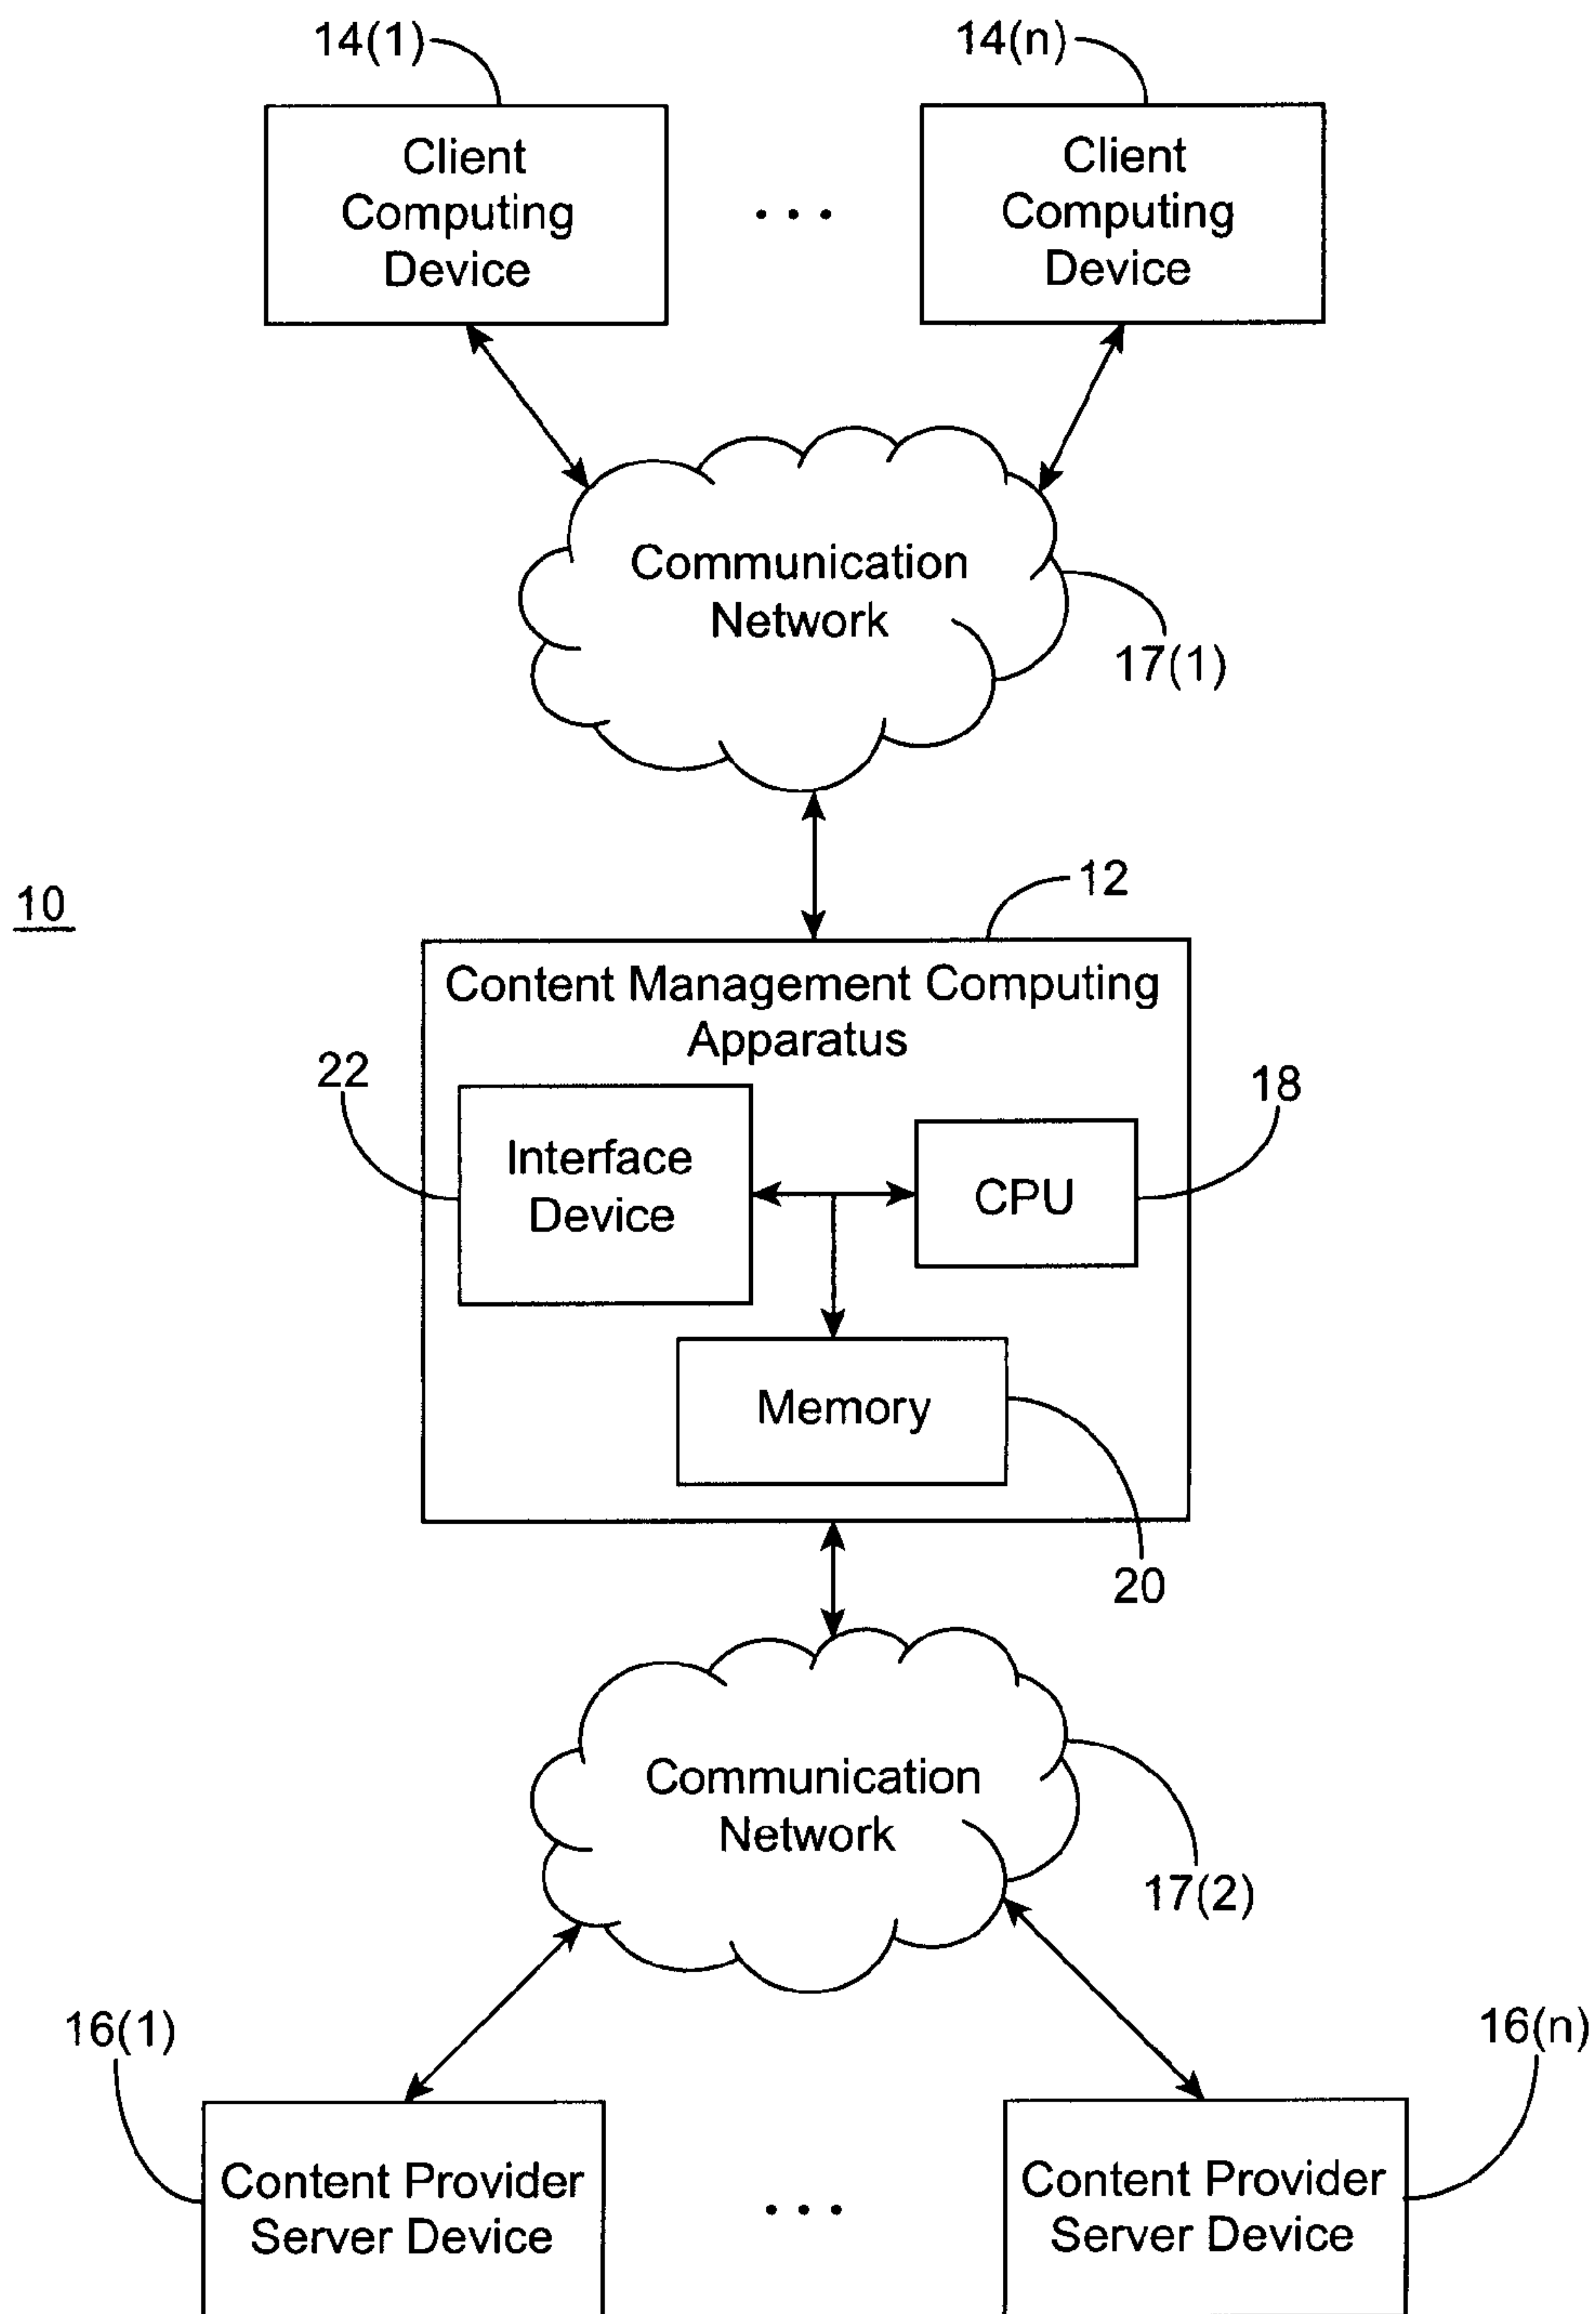 14(1)
14(n)
Client
Computing
Device
Client
Computing
Device
Communication
Network
17(1)
10
12
Content Management Computing
Apparatus
22
18
Interface
Device
CPU
Memory
20
Communication
Network
17(2)
16(1)
16(n)
Content Provider
Server Device
Content Provider
Server Device